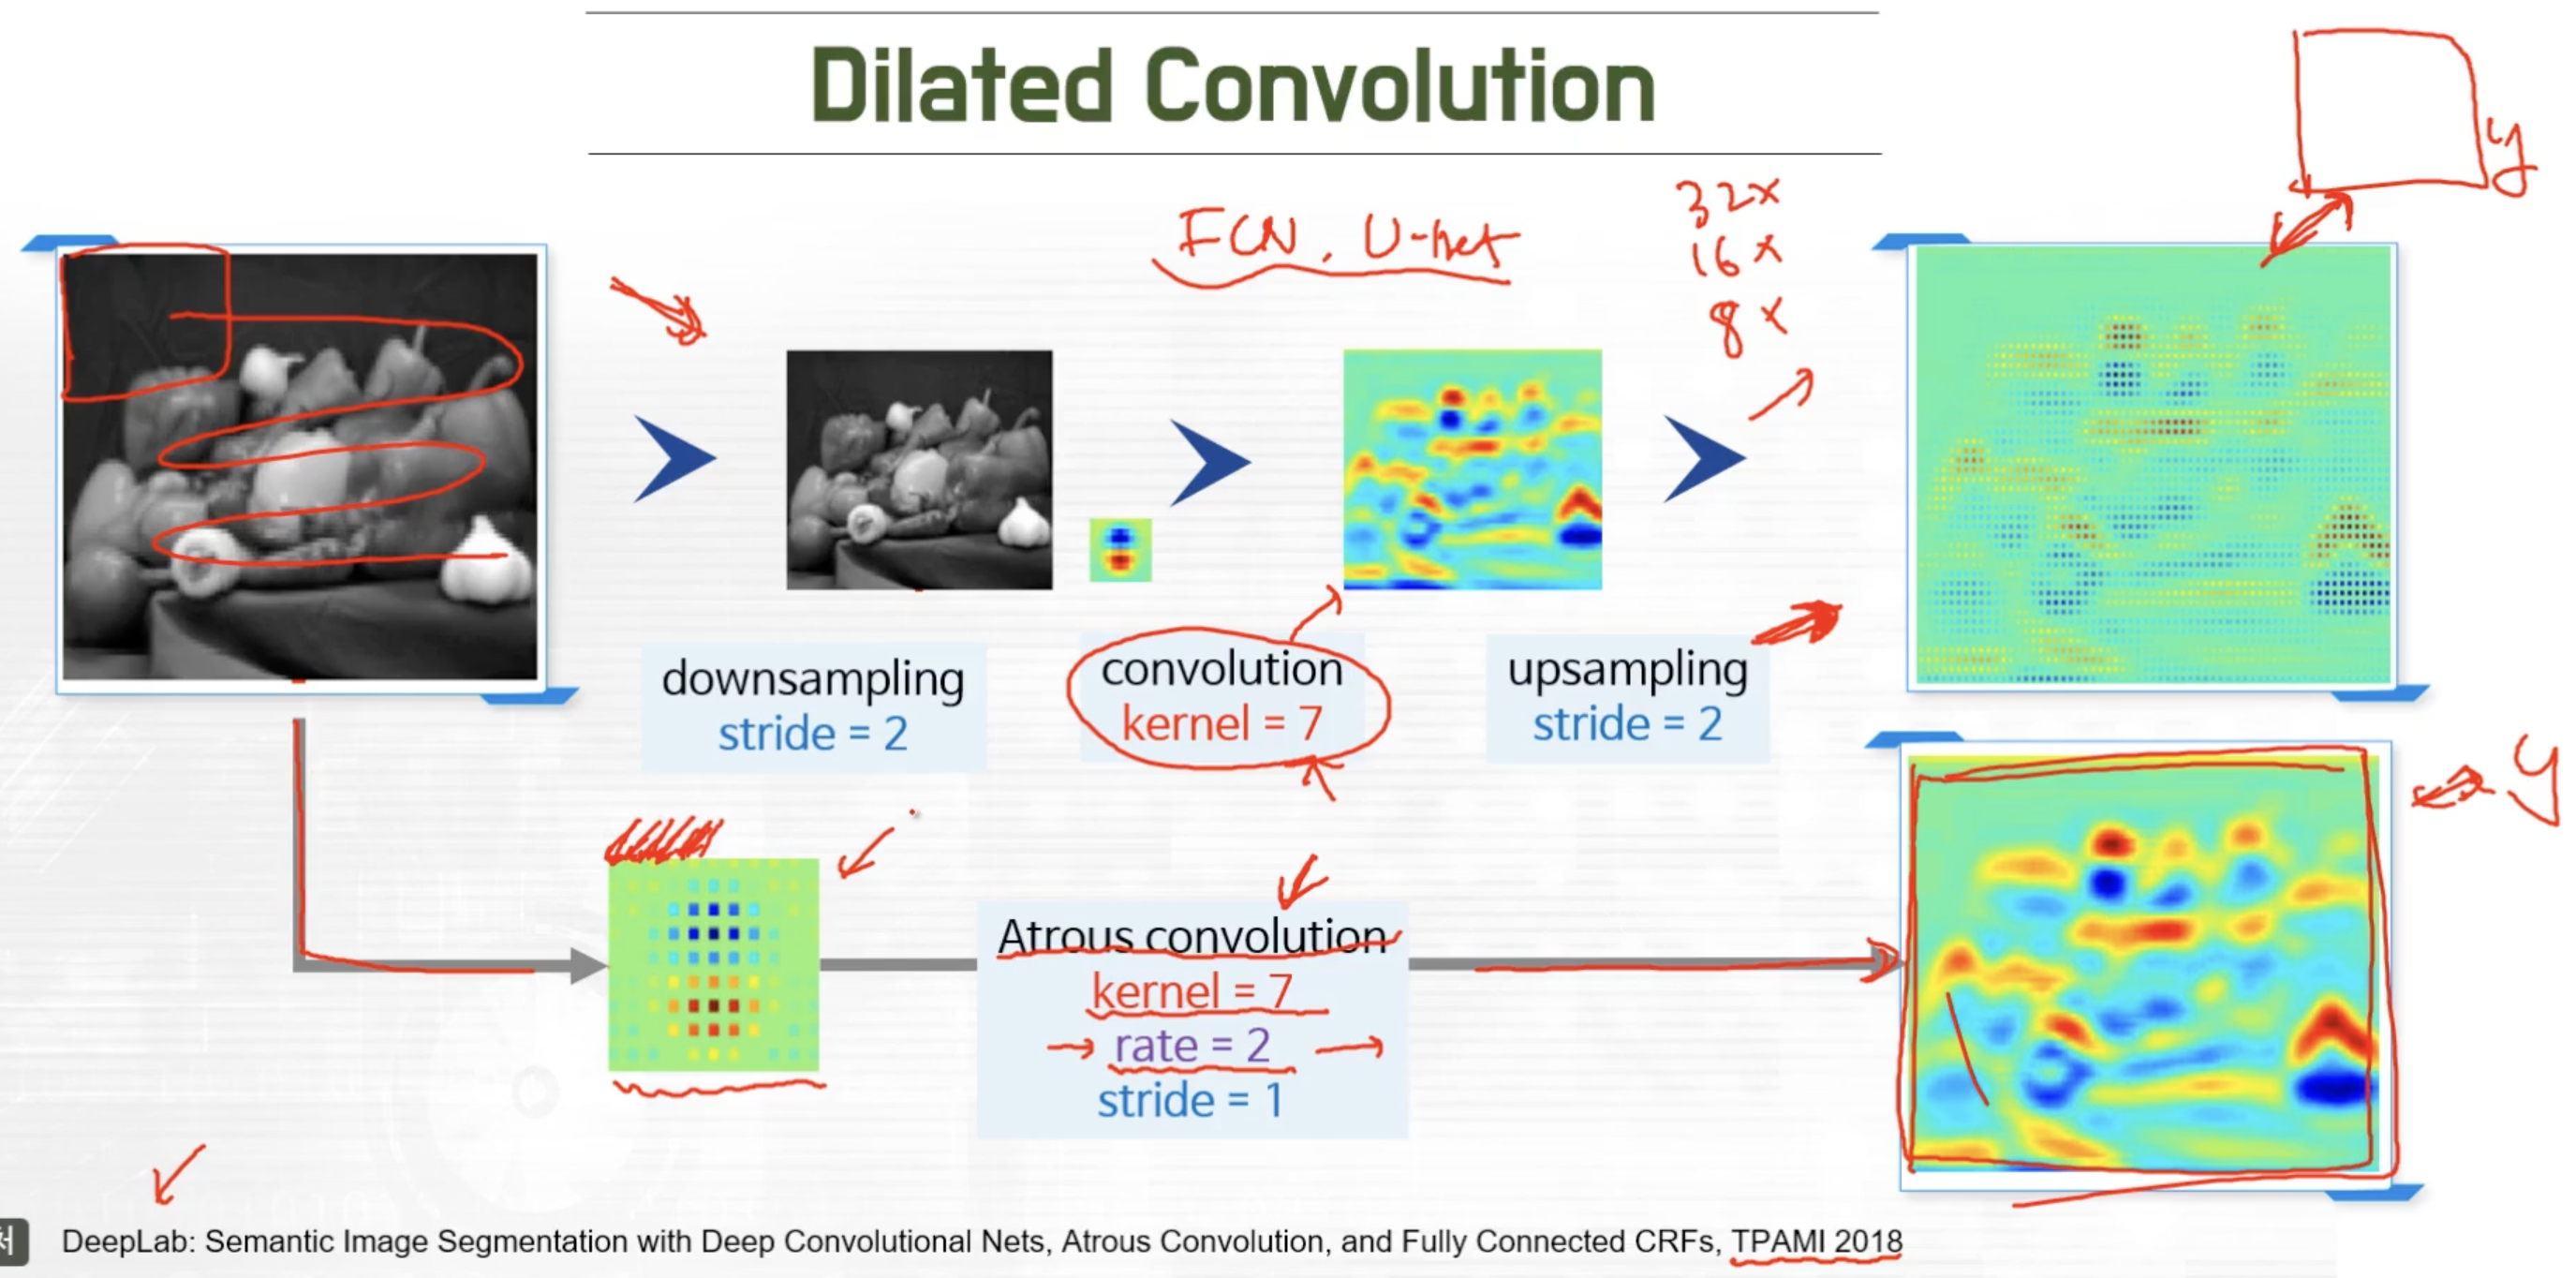 Dilated Convolution
y
FCN, U-net
32x
16x
8x
downsampling
stride = 2
convolution
kernel = 7
upsampling
stride = 2
y
Atrous convolution
kernel = 7
rate = 2
stride = 1
DeepLab: Semantic Image Segmentation with Deep Convolutional Nets, Atrous Convolution, and Fully Connected CRFs, TPAMI 2018